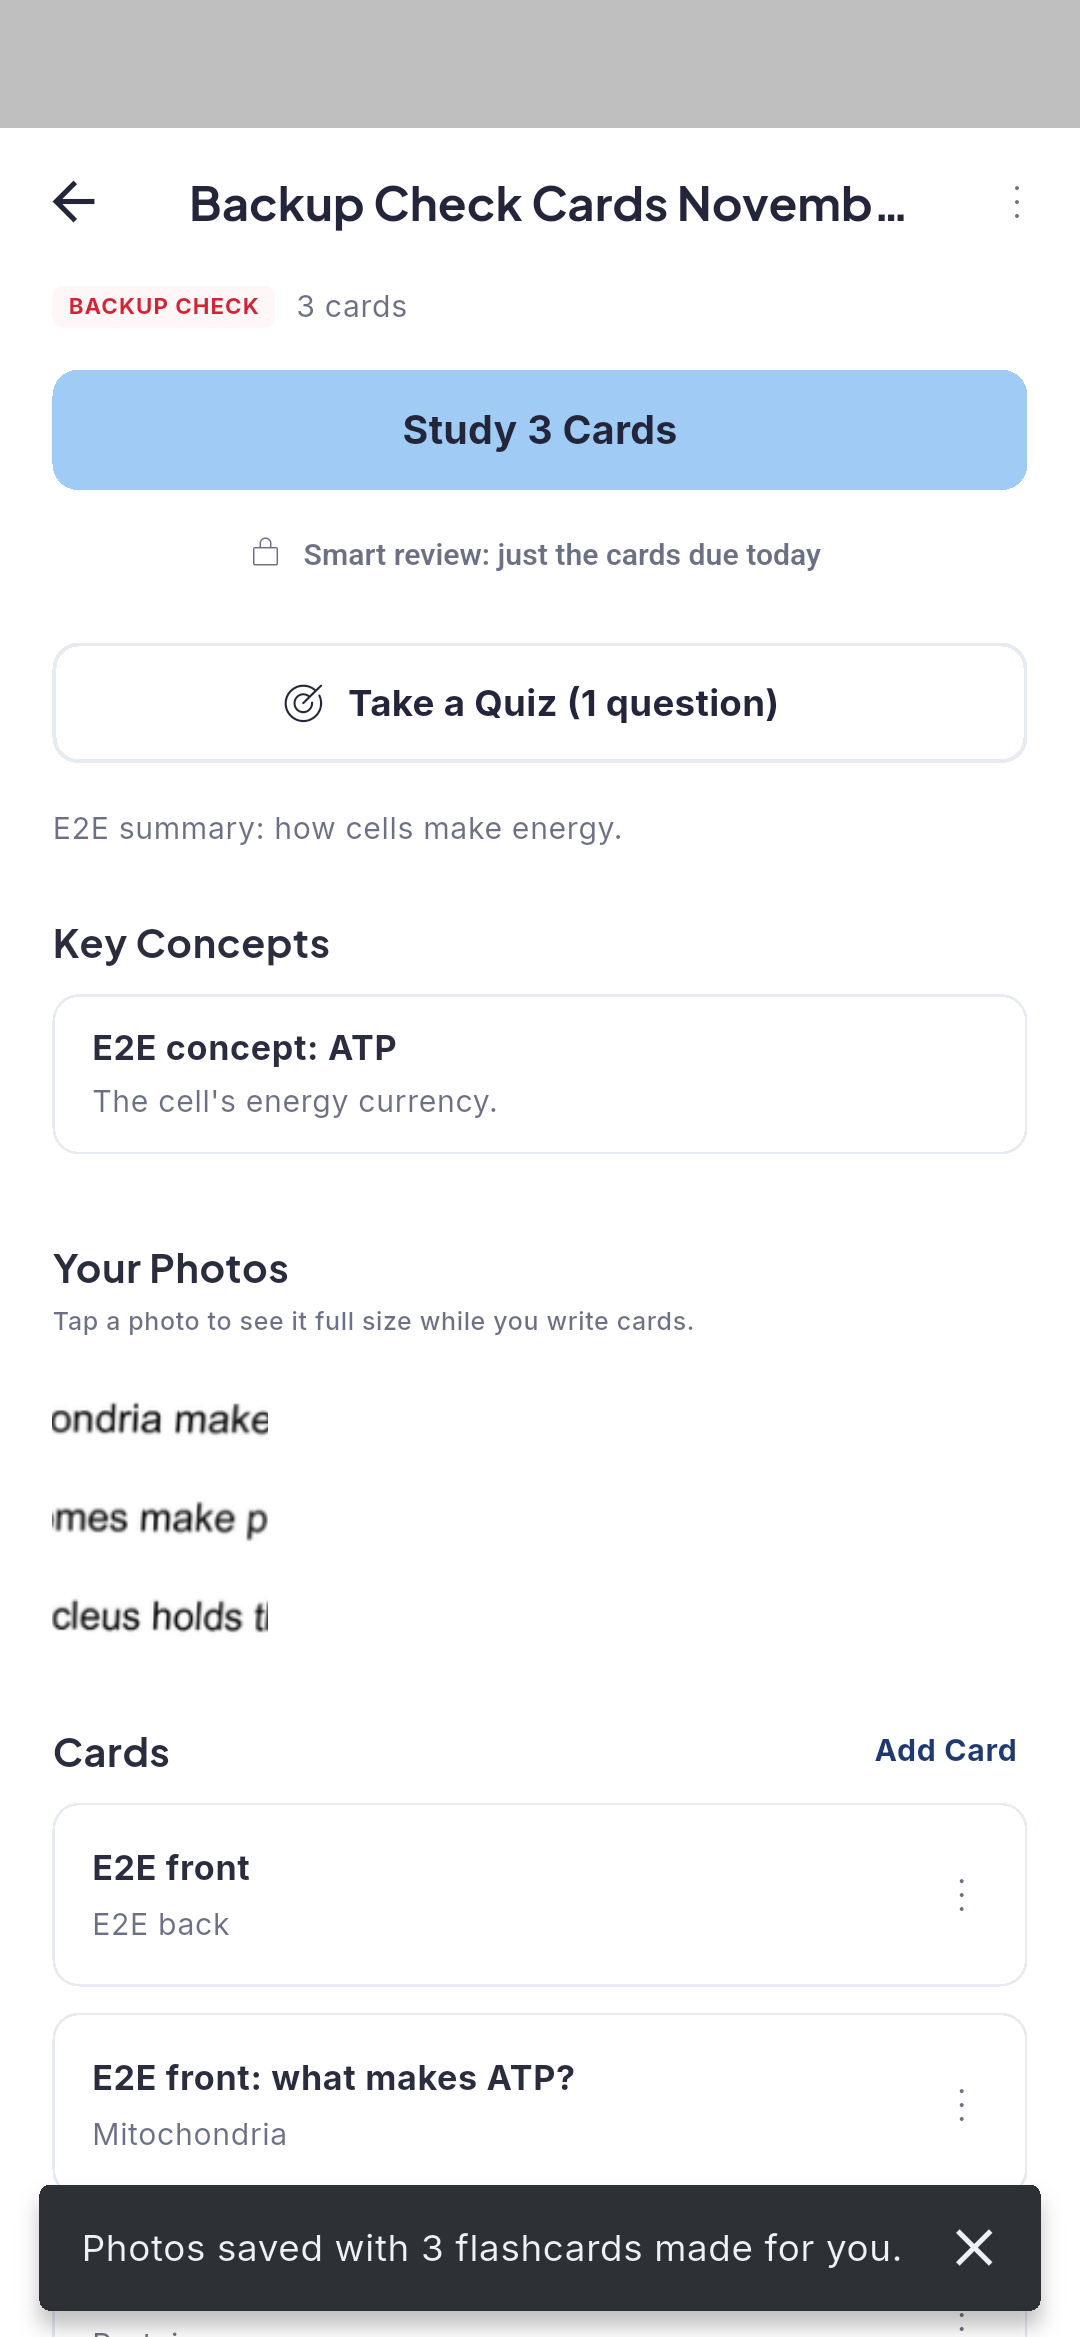 Backup Check Cards Novemb...
BACKUP CHECK 3 cards
Study 3 Cards
Smart review: just the cards due today
Take a Quiz (1 question)
E2E summary: how cells make energy.
Key Concepts
E2E concept: ATP
The cell's energy currency.
Your Photos
Tap a photo to see it full size while you write cards.
ondria make
mes make p
cleus holds
Cards Add Card
E2E front
E2E back
E2E front: what makes ATP?
Mitochondria
Photos saved with 3 flashcards made for you.